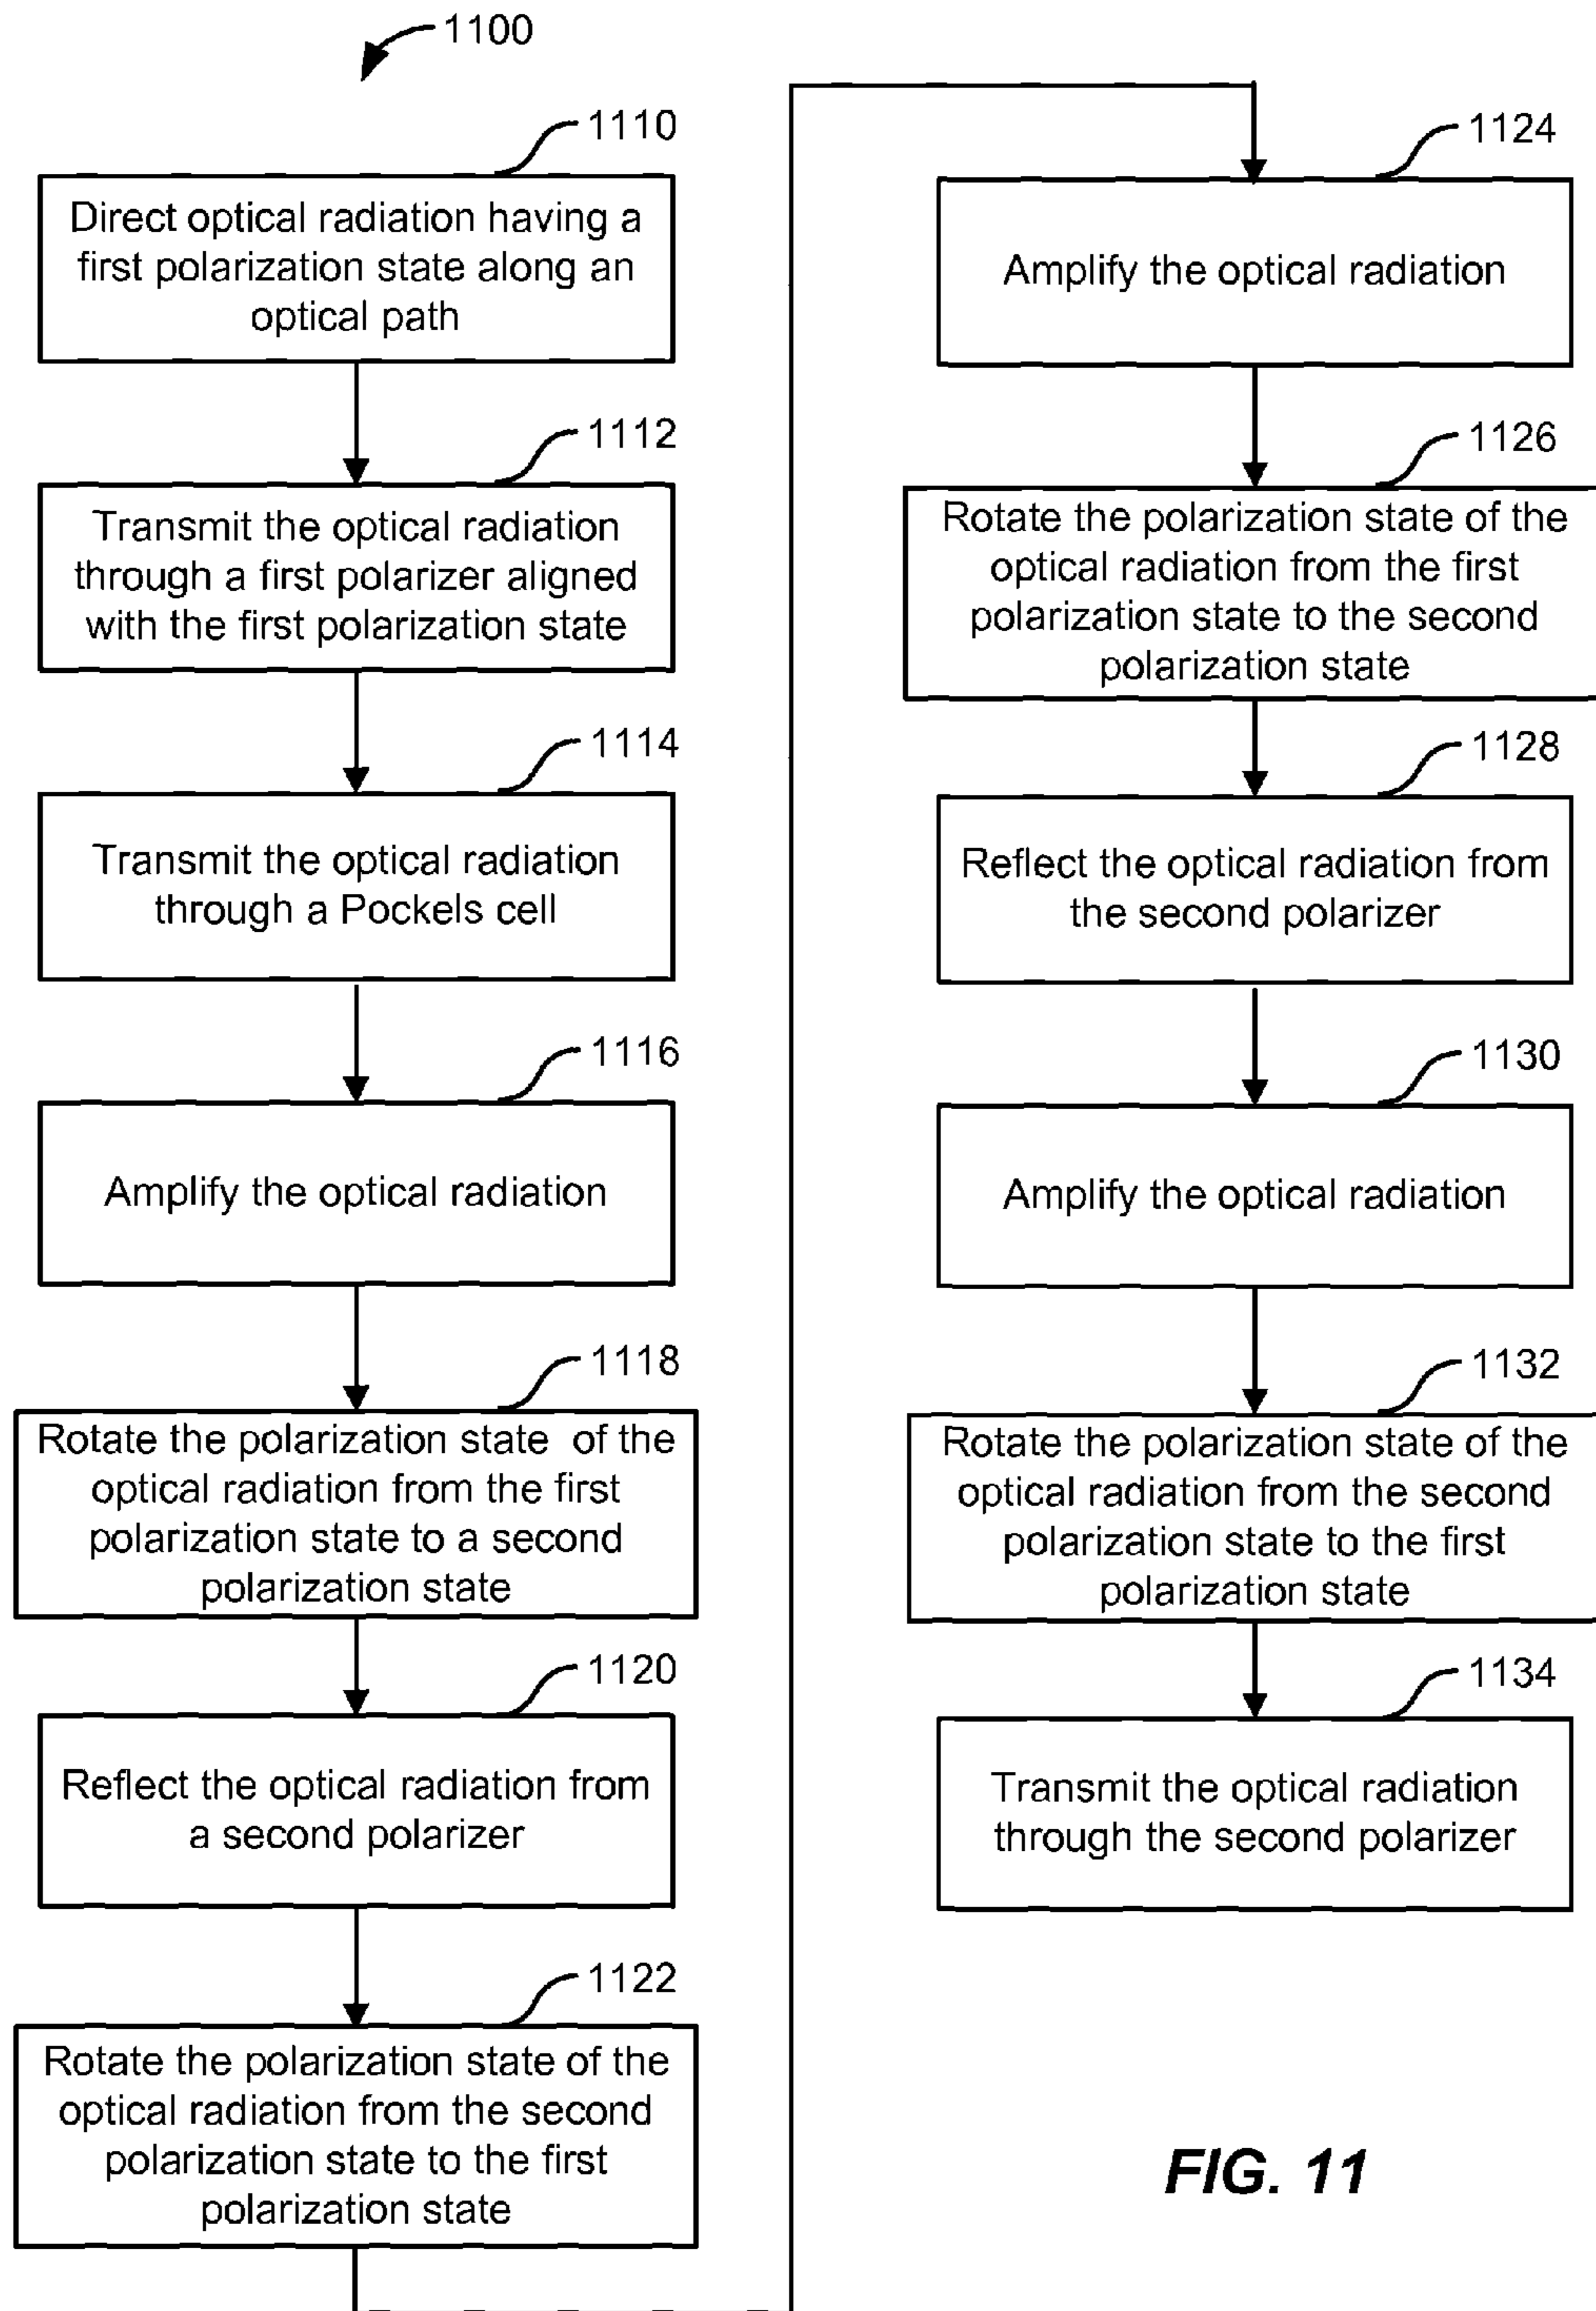 1100
1110
Direct optical radiation having a
first polarization state along an
optical path
1112
Transmit the optical radiation
through a first polarizer aligned
with the first polarization state
1114
Transmit the optical radiation
through a Pockels cell
1116
Amplify the optical radiation
1118
Rotate the polarization state of the
optical radiation from the first
polarization state to a second
polarization state
1120
Reflect the optical radiation from
a second polarizer
1122
Rotate the polarization state of the
optical radiation from the second
polarization state to the first
polarization state
1124
Amplify the optical radiation
1126
Rotate the polarization state of the
optical radiation from the first
polarization state to the second
polarization state
1128
Reflect the optical radiation from
the second polarizer
1130
Amplify the optical radiation
1132
Rotate the polarization state of the
optical radiation from the second
polarization state to the first
polarization state
1134
Transmit the optical radiation
through the second polarizer
FIG. 11